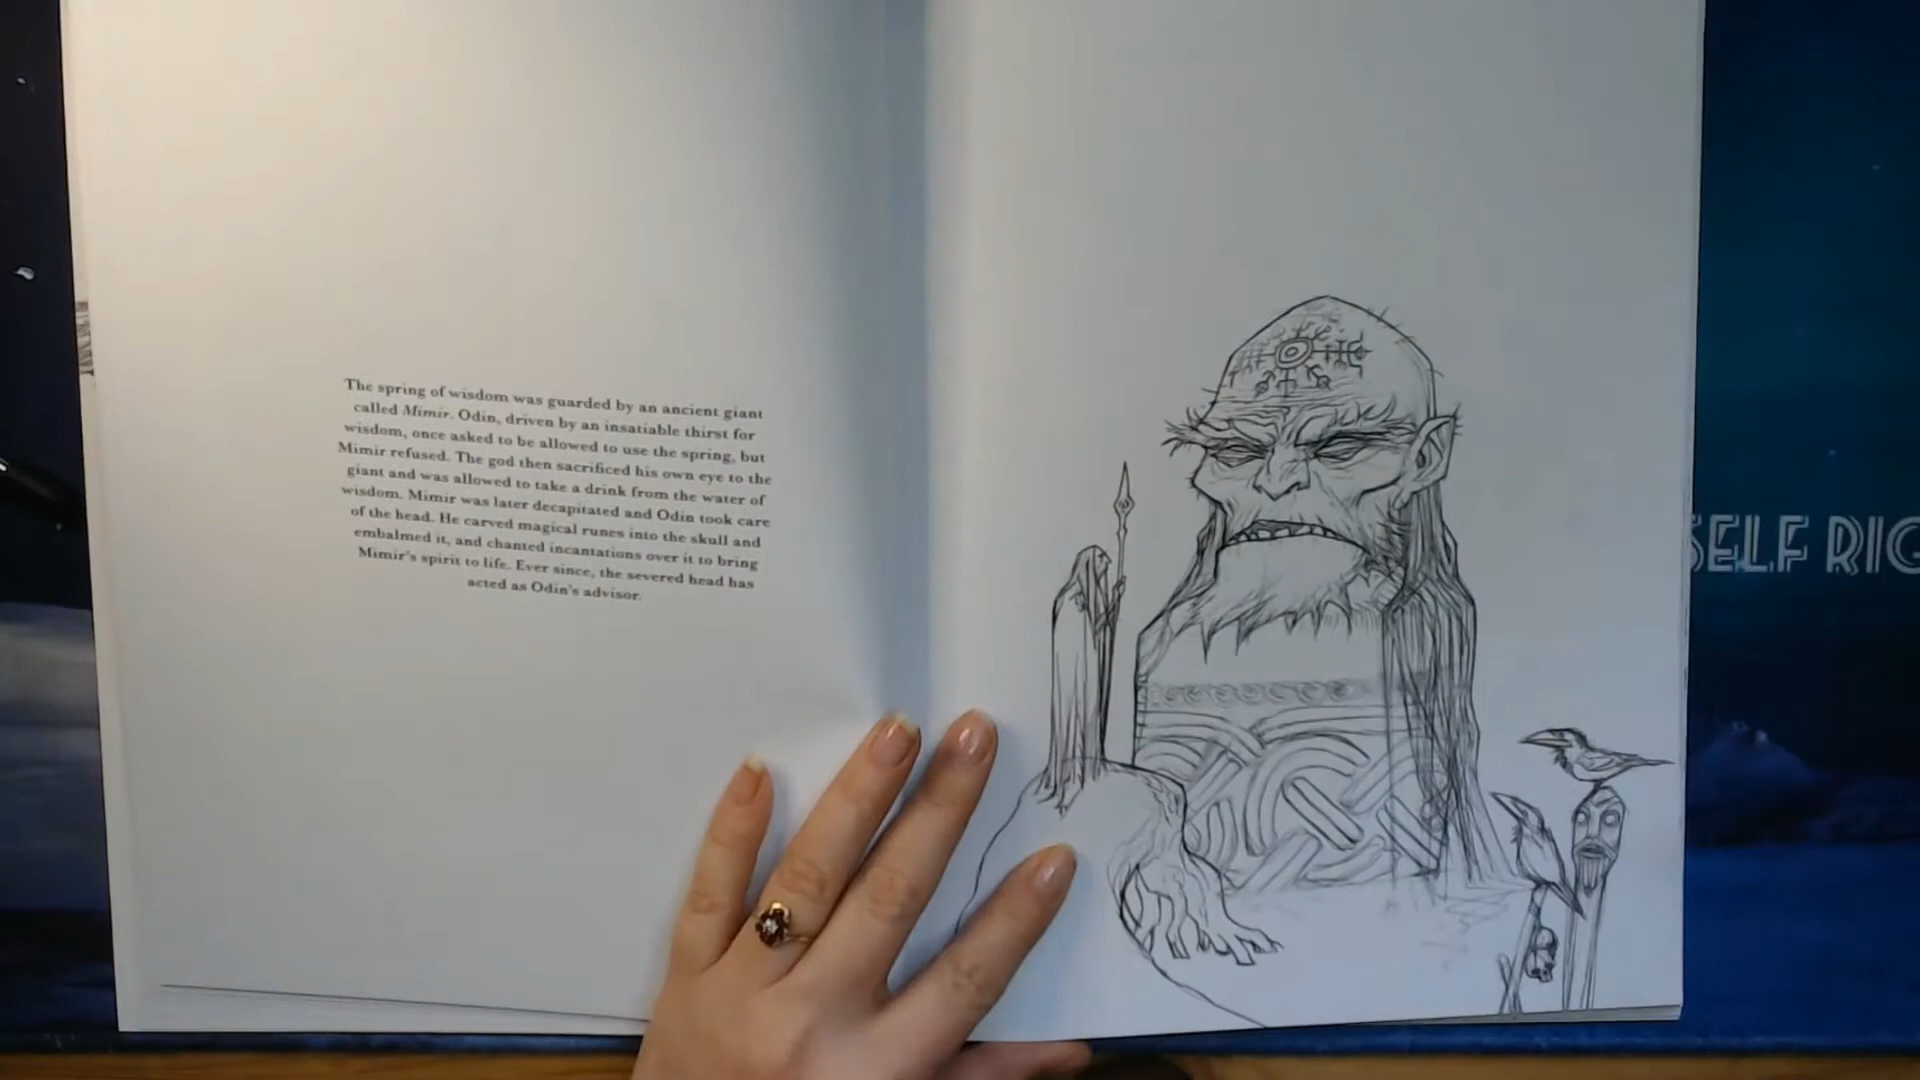 The spring of wisdom was guarded by an ancient giant
called Mimir. Odin, driven by an insatiable thirst for
wisdom, once asked to be allowed to use the spring, but
Mimir refused. The god then sacrificed his own eye to the
giant and was allowed to take a drink from the water of
wisdom. Mimir was later decapitated and Odin took care
of the head. He carved magical runes into the skull and
embalmed it, and chanted incantations over it to bring
Mimir's spirit to life. Ever since, the severed head has
acted as Odin's advisor.
SELF RIG